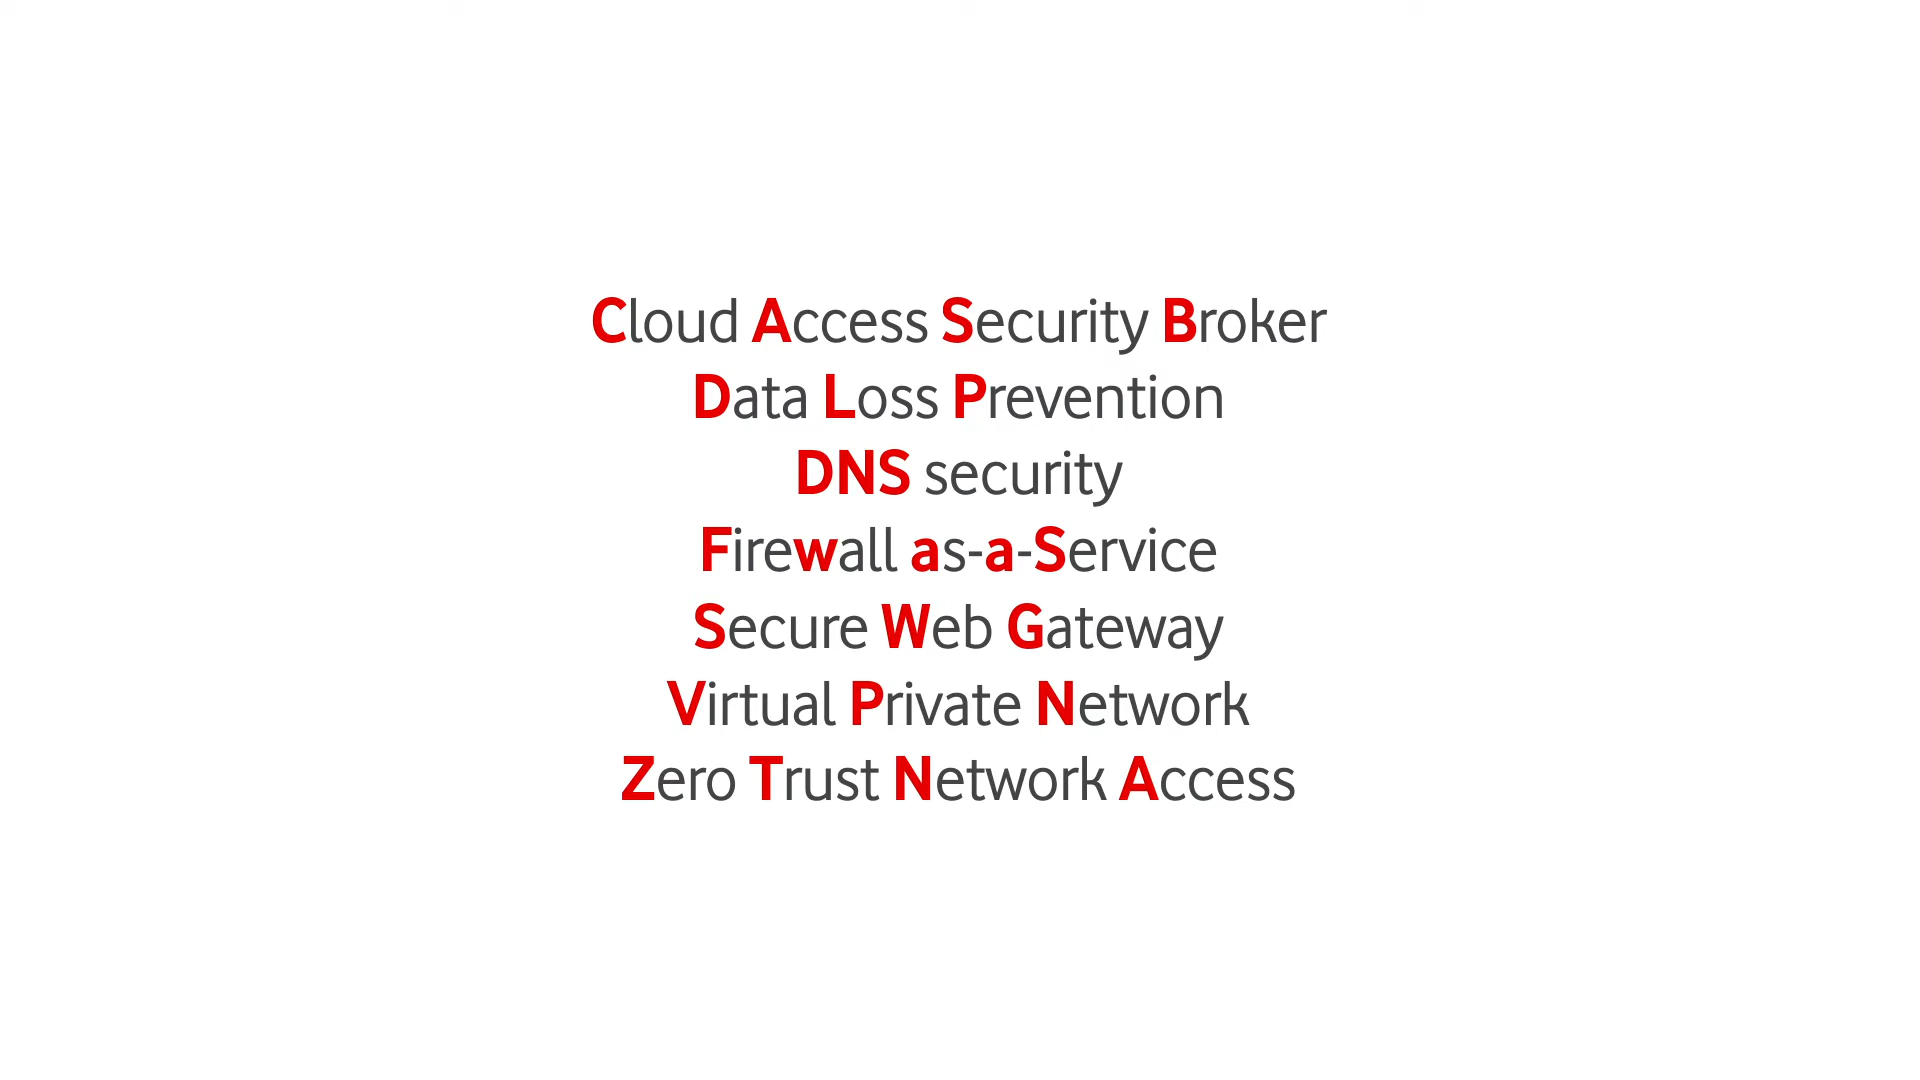 Cloud Access Security Broker
Data Loss Prevention
DNS security
Firewall as-a-Service
Secure Web Gateway
Virtual Private Network
Zero Trust Network Access